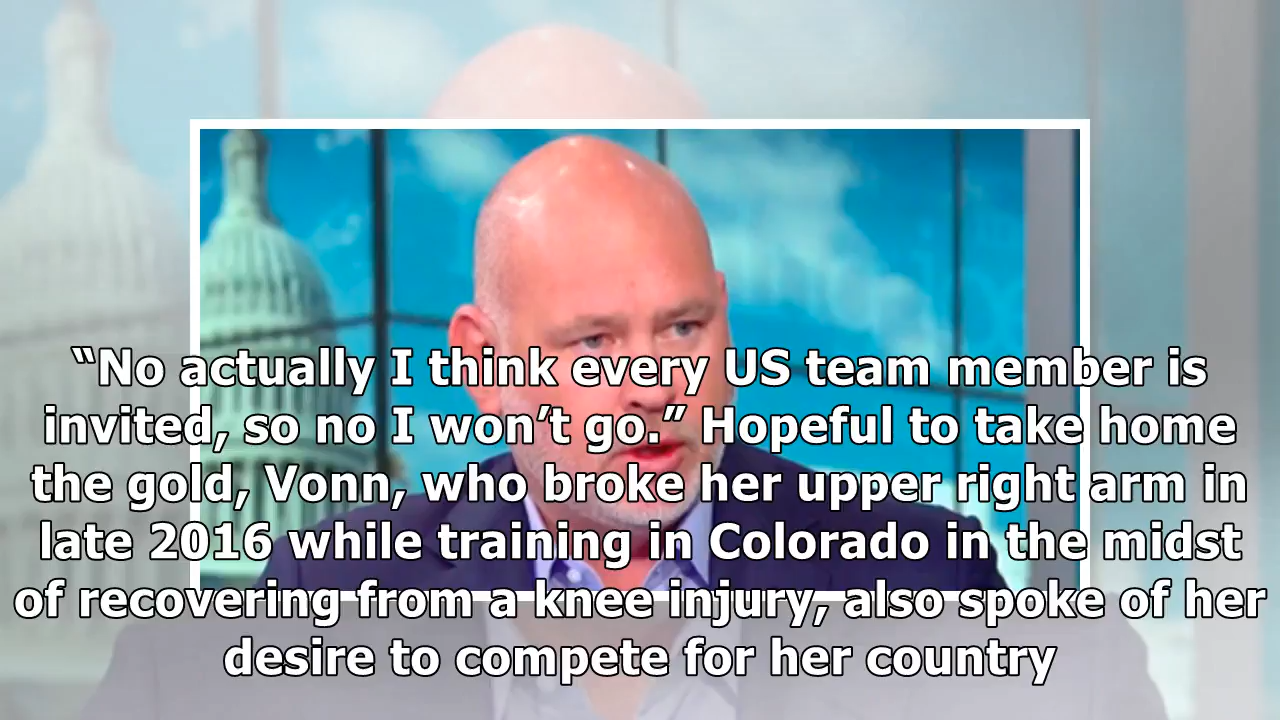 “No actually I think every US team member is
invited, so no I won’t go.” Hopeful to take home
the gold, Vonn, who broke her upper right arm in
late 2016 while training in Colorado in the midst
of recovering from a knee injury, also spoke of her
desire to compete for her country